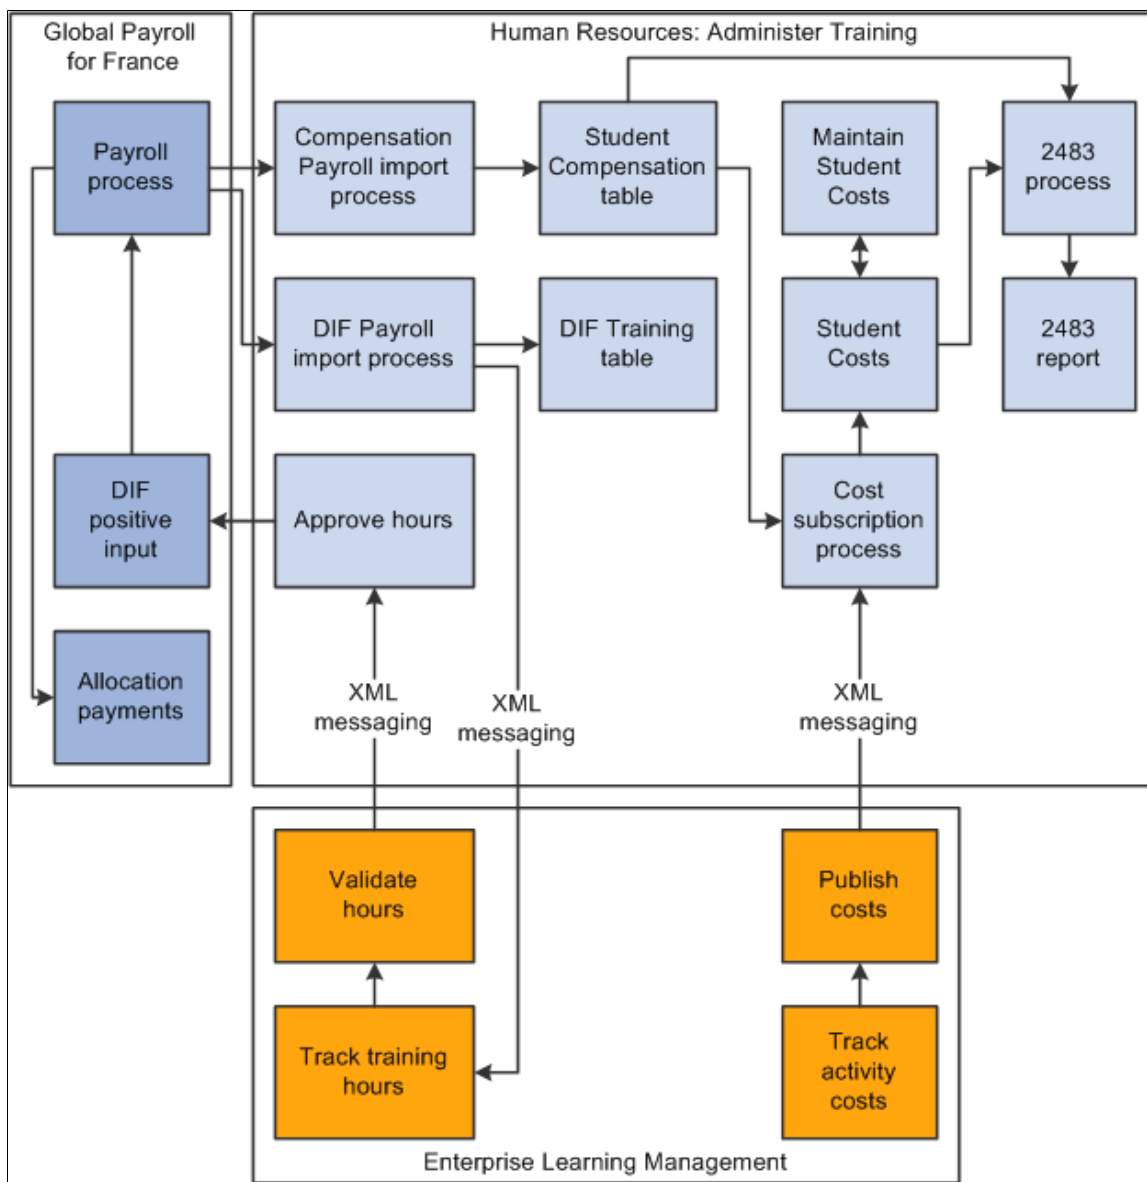 Global Payroll
for France
Human Resources: Administer Training
Payroll
process
Compensation
Payroll import
process
Student
Compensation
table
Maintain
Student
Costs
2483
process
DIF Payroll
import process
DIF Training
table
Student
Costs
2483
report
DIF
positive
input
Approve hours
Cost
subscription
process
Allocation
payments
XML
messaging
XML
messaging
XML
messaging
Validate
hours
Publish
costs
Track training
hours
Track
activity
costs
Enterprise Learning Management